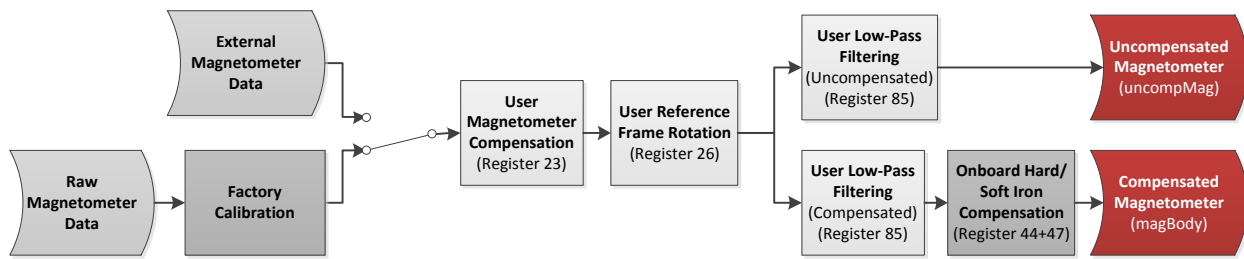 External
Magnetometer
Data
Raw
Magnetometer
Data
Factory
Calibration
User
Magnetometer
Compensation
(Register 23)
User Reference
Frame Rotation
(Register 26)
User Low-Pass
Filtering
(Uncompensated)
(Register 85)
Uncompensated
Magnetometer
(uncompMag)
User Low-Pass
Filtering
(Compensated)
(Register 85)
Onboard Hard/
Soft Iron
Compensation
(Register 44+47)
Compensated
Magnetometer
(magBody)